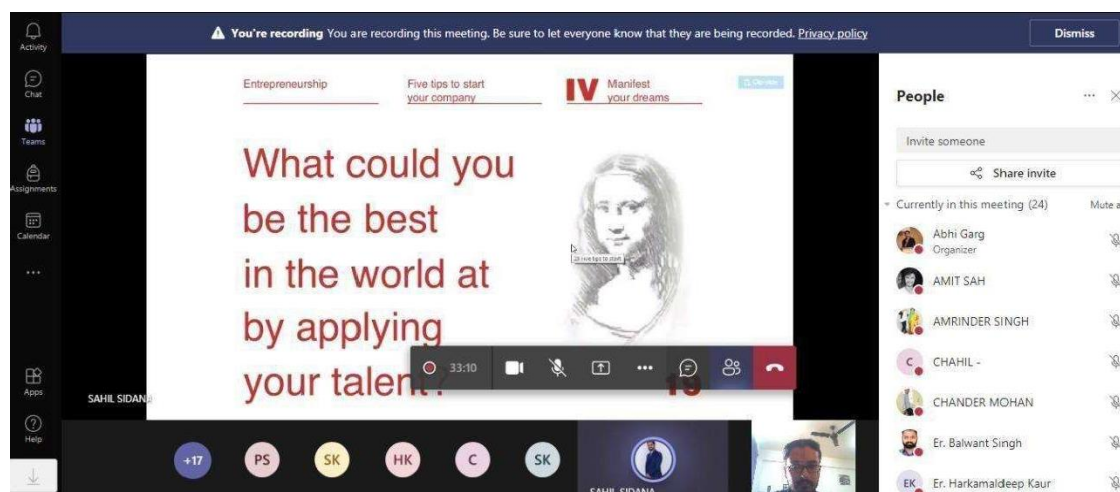 Activity
Chat
Teams
Assignments
Calendar
Apps
Help
You're recording You are recording this meeting. Be sure to let everyone know that they are being recorded. Privacy policy
Dismiss
Entrepreneurship
Five tips to start
your company
IV
Manifest
your dreams
What could you
be the best
in the world at
by applying
your talent?
19
33:10
SAHIL SIDANA
+17
PS
SK
HK
C
SK
SAHIL SIDANA
People
Invite someone
Share invite
Currently in this meeting (24)
Mute a
Abhi Garg
Organizer
AMIT SAH
AMRINDER SINGH
C
CHAHIL -
CHANDER MOHAN
Er. Balwant Singh
EK
Er. Harkamaldeep Kaur